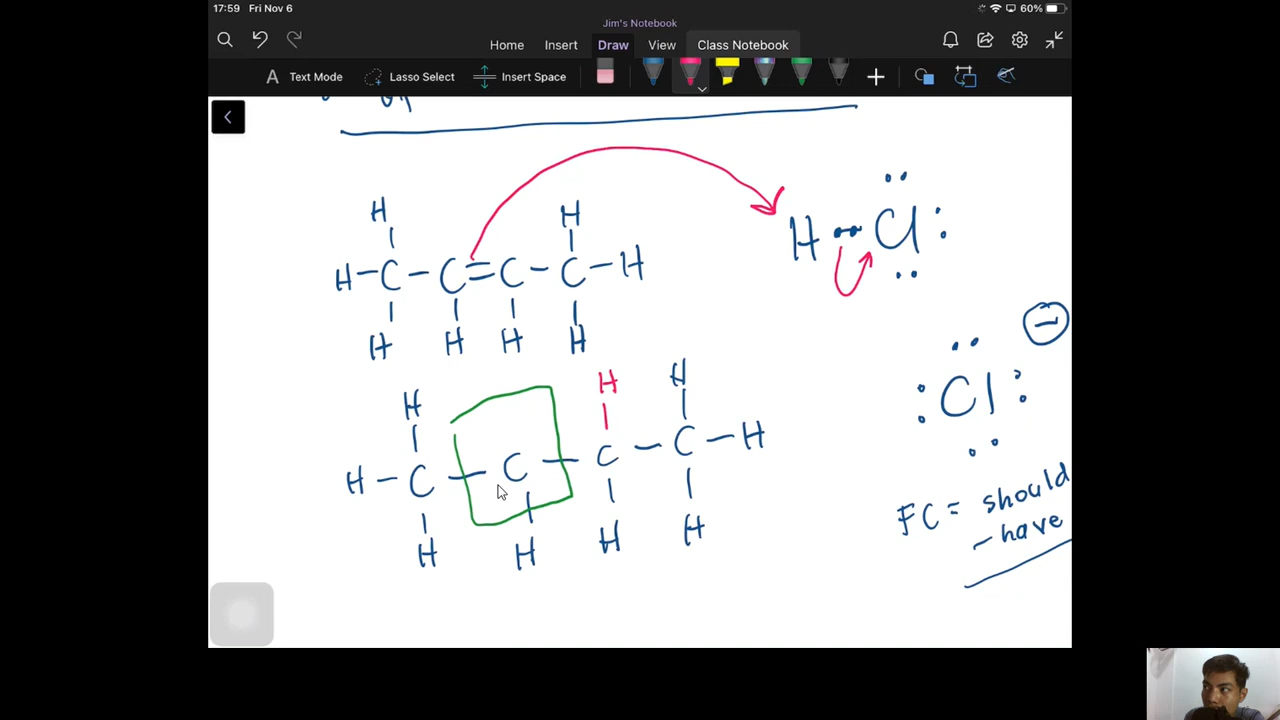 17:59 Fri Nov 6
60%
Jim's Notebook
Home Insert Draw View Class Notebook
Text Mode Lasso Select Insert Space
H H
H-C-C=C-C-H
H H H H
H-Cl
H H H
H-C-C-C-C-H
H H H H
Cl
FC = should
- have